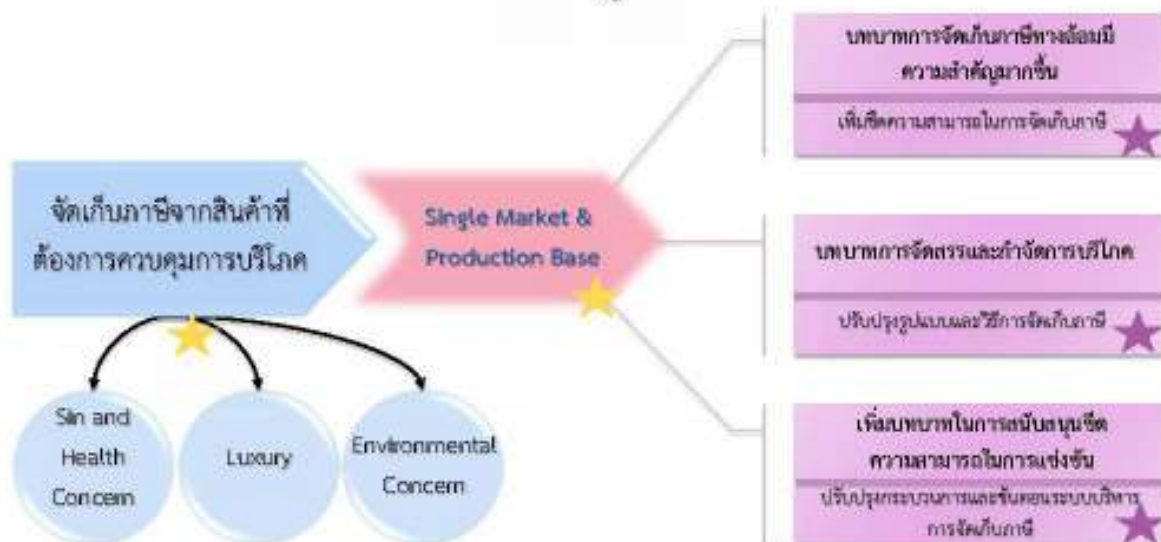 จัดเก็บภาษีจากสินค้าที่
ต้องการควบคุมการบริโภค
Sin and
Health
Concern
Luxury
Environmental
Concern
Single Market &
Production Base
บทบาทการจัดเก็บภาษีทางอ้อมมี
ความสำคัญมากขึ้น
เพิ่มขีดความสามารถในการจัดเก็บภาษี
บทบาทการจัดสรรและกำจัดการบริโภค
ปรับปรุงรูปแบบและวิธีการจัดเก็บภาษี
เพิ่มบทบาทในการสนับสนุนขีด
ความสามารถในการแข่งขัน
ปรับปรุงกระบวนการและขั้นตอนระบบบริหาร
การจัดเก็บภาษี